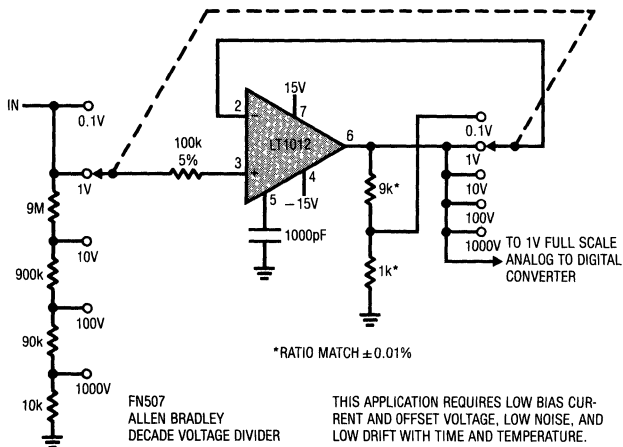 IN
0.1V
1V
9M
10V
900k
100V
90k
1000V
10k
100k
5%
2
3
15V
7
LT1012
6
4
−15V
5
1000pF
9k*
1k*
0.1V
1V
10V
100V
1000V
TO 1V FULL SCALE
ANALOG TO DIGITAL
CONVERTER
*RATIO MATCH ±0.01%
FN507
ALLEN BRADLEY
DECADE VOLTAGE DIVIDER
THIS APPLICATION REQUIRES LOW BIAS CUR-
RENT AND OFFSET VOLTAGE, LOW NOISE, AND
LOW DRIFT WITH TIME AND TEMPERATURE.